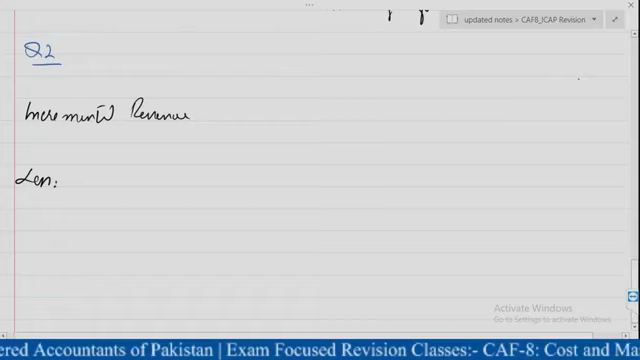 updated notes > CAF8_ICAP Revision
Q2
Incremental Revenue
Less:
Activate Windows
Go to Settings to activate Windows
ered Accountants of Pakistan | Exam Focused Revision Classes:- CAF-8: Cost and Ma